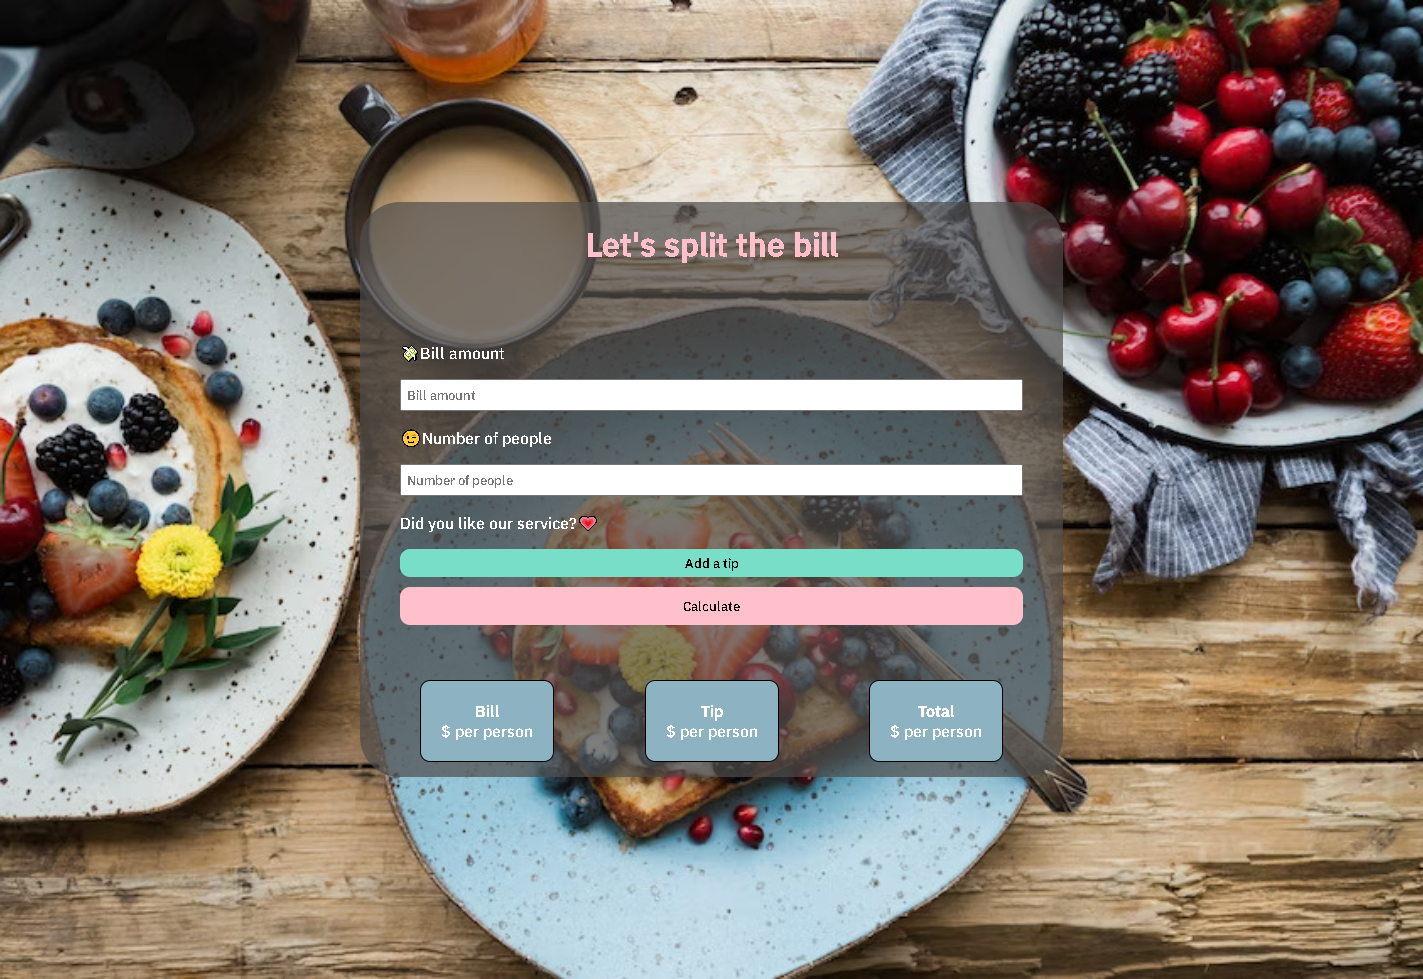 Let's split the bill
💸Bill amount
Bill amount
😉Number of people
Number of people
Did you like our service?💗
Add a tip
Calculate
Bill
$ per person
Tip
$ per person
Total
$ per person